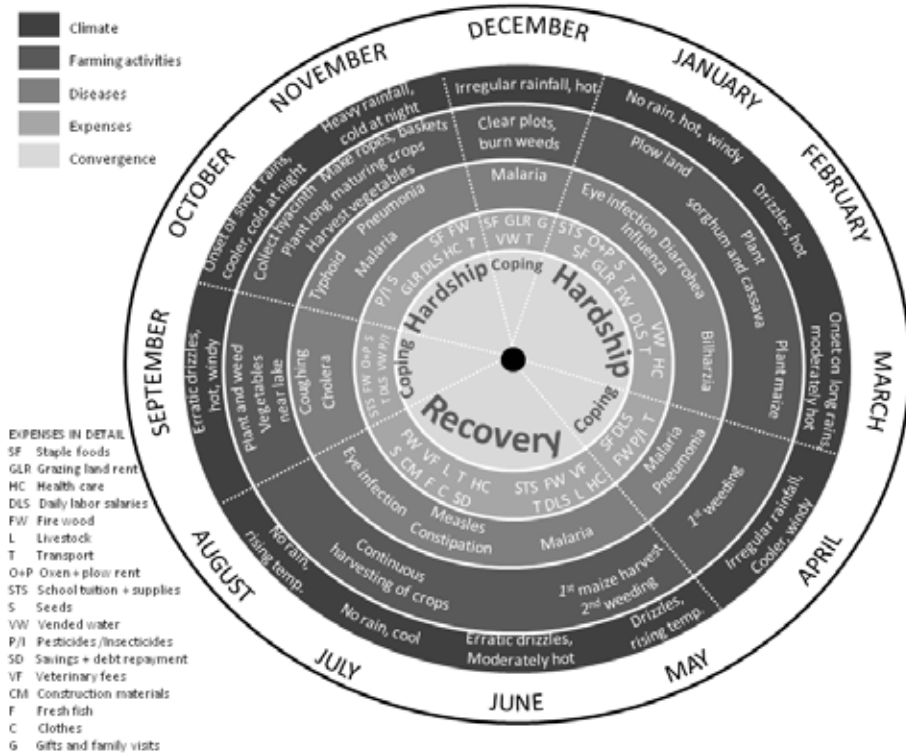 Climate
Farming activities
Diseases
Expenses
Convergence
DECEMBER
JANUARY
FEBRUARY
MARCH
APRIL
MAY
JUNE
JULY
AUGUST
SEPTEMBER
OCTOBER
NOVEMBER
Irregular rainfall, hot
No rain, hot, windy
Drizzles, hot
Onset on long rains,
moderately hot
Irregular rainfall,
Cooler, windy
Drizzles,
rising temp.
Erratic drizzles,
Moderately hot
No rain, cool
No rain,
rising temp.
Erratic drizzles,
hot, windy
Onset of short rains,
cooler, cold at night
Heavy rainfall,
cold at night
Clear plots,
burn weeds
Plow land
Plant
sorghum and cassava
Plant maize
1st weeding
1st maize harvest
2nd weeding
Continuous
harvesting of crops
Plant and weed
Vegetables
near lake
Collect hyacinth
Make ropes, baskets
Plant long maturing crops
Harvest vegetables
Malaria
Eye infection
Influenza
Diarrohea
Bilharzia
Malaria
Pneumonia
Malaria
Measles
Constipation
Eye infection
Coughing
Cholera
Typhoid
Malaria
Pneumonia
SF GLR G
VW T
STS O+P S T
SF GLR FW DLS T
VW HC
SF DLS
FW P/I T
STS FW VF
T DLS L HC
FW VF L T HC
S CM F C SD
STS FW O+P S
T DLS VW P/I
P/I S
SF FW
GLR DLS HC T
Coping
Hardship
Coping
Recovery
Coping
Hardship
EXPENSES IN DETAIL
SF Staple foods
GLR Grazing land rent
HC Health care
DLS Daily labor salaries
FW Fire wood
L Livestock
T Transport
O+P Oxen + plow rent
STS School tuition + supplies
S Seeds
VW Vended water
P/I Pesticides /Insecticides
SD Savings + debt repayment
VF Veterinary fees
CM Construction materials
F Fresh fish
C Clothes
G Gifts and family visits